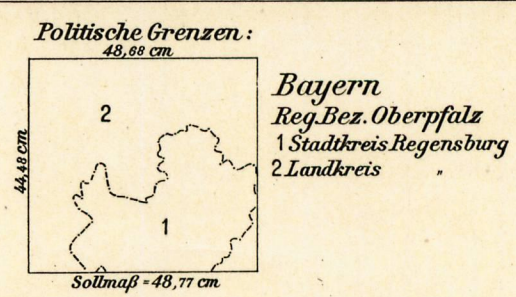 Politische Grenzen:
48,68 cm
2
44,48 cm
1
Sollmaß = 48,77 cm
Bayern
Reg. Bez. Oberpfalz
1 Stadtkreis Regensburg
2 Landkreis "